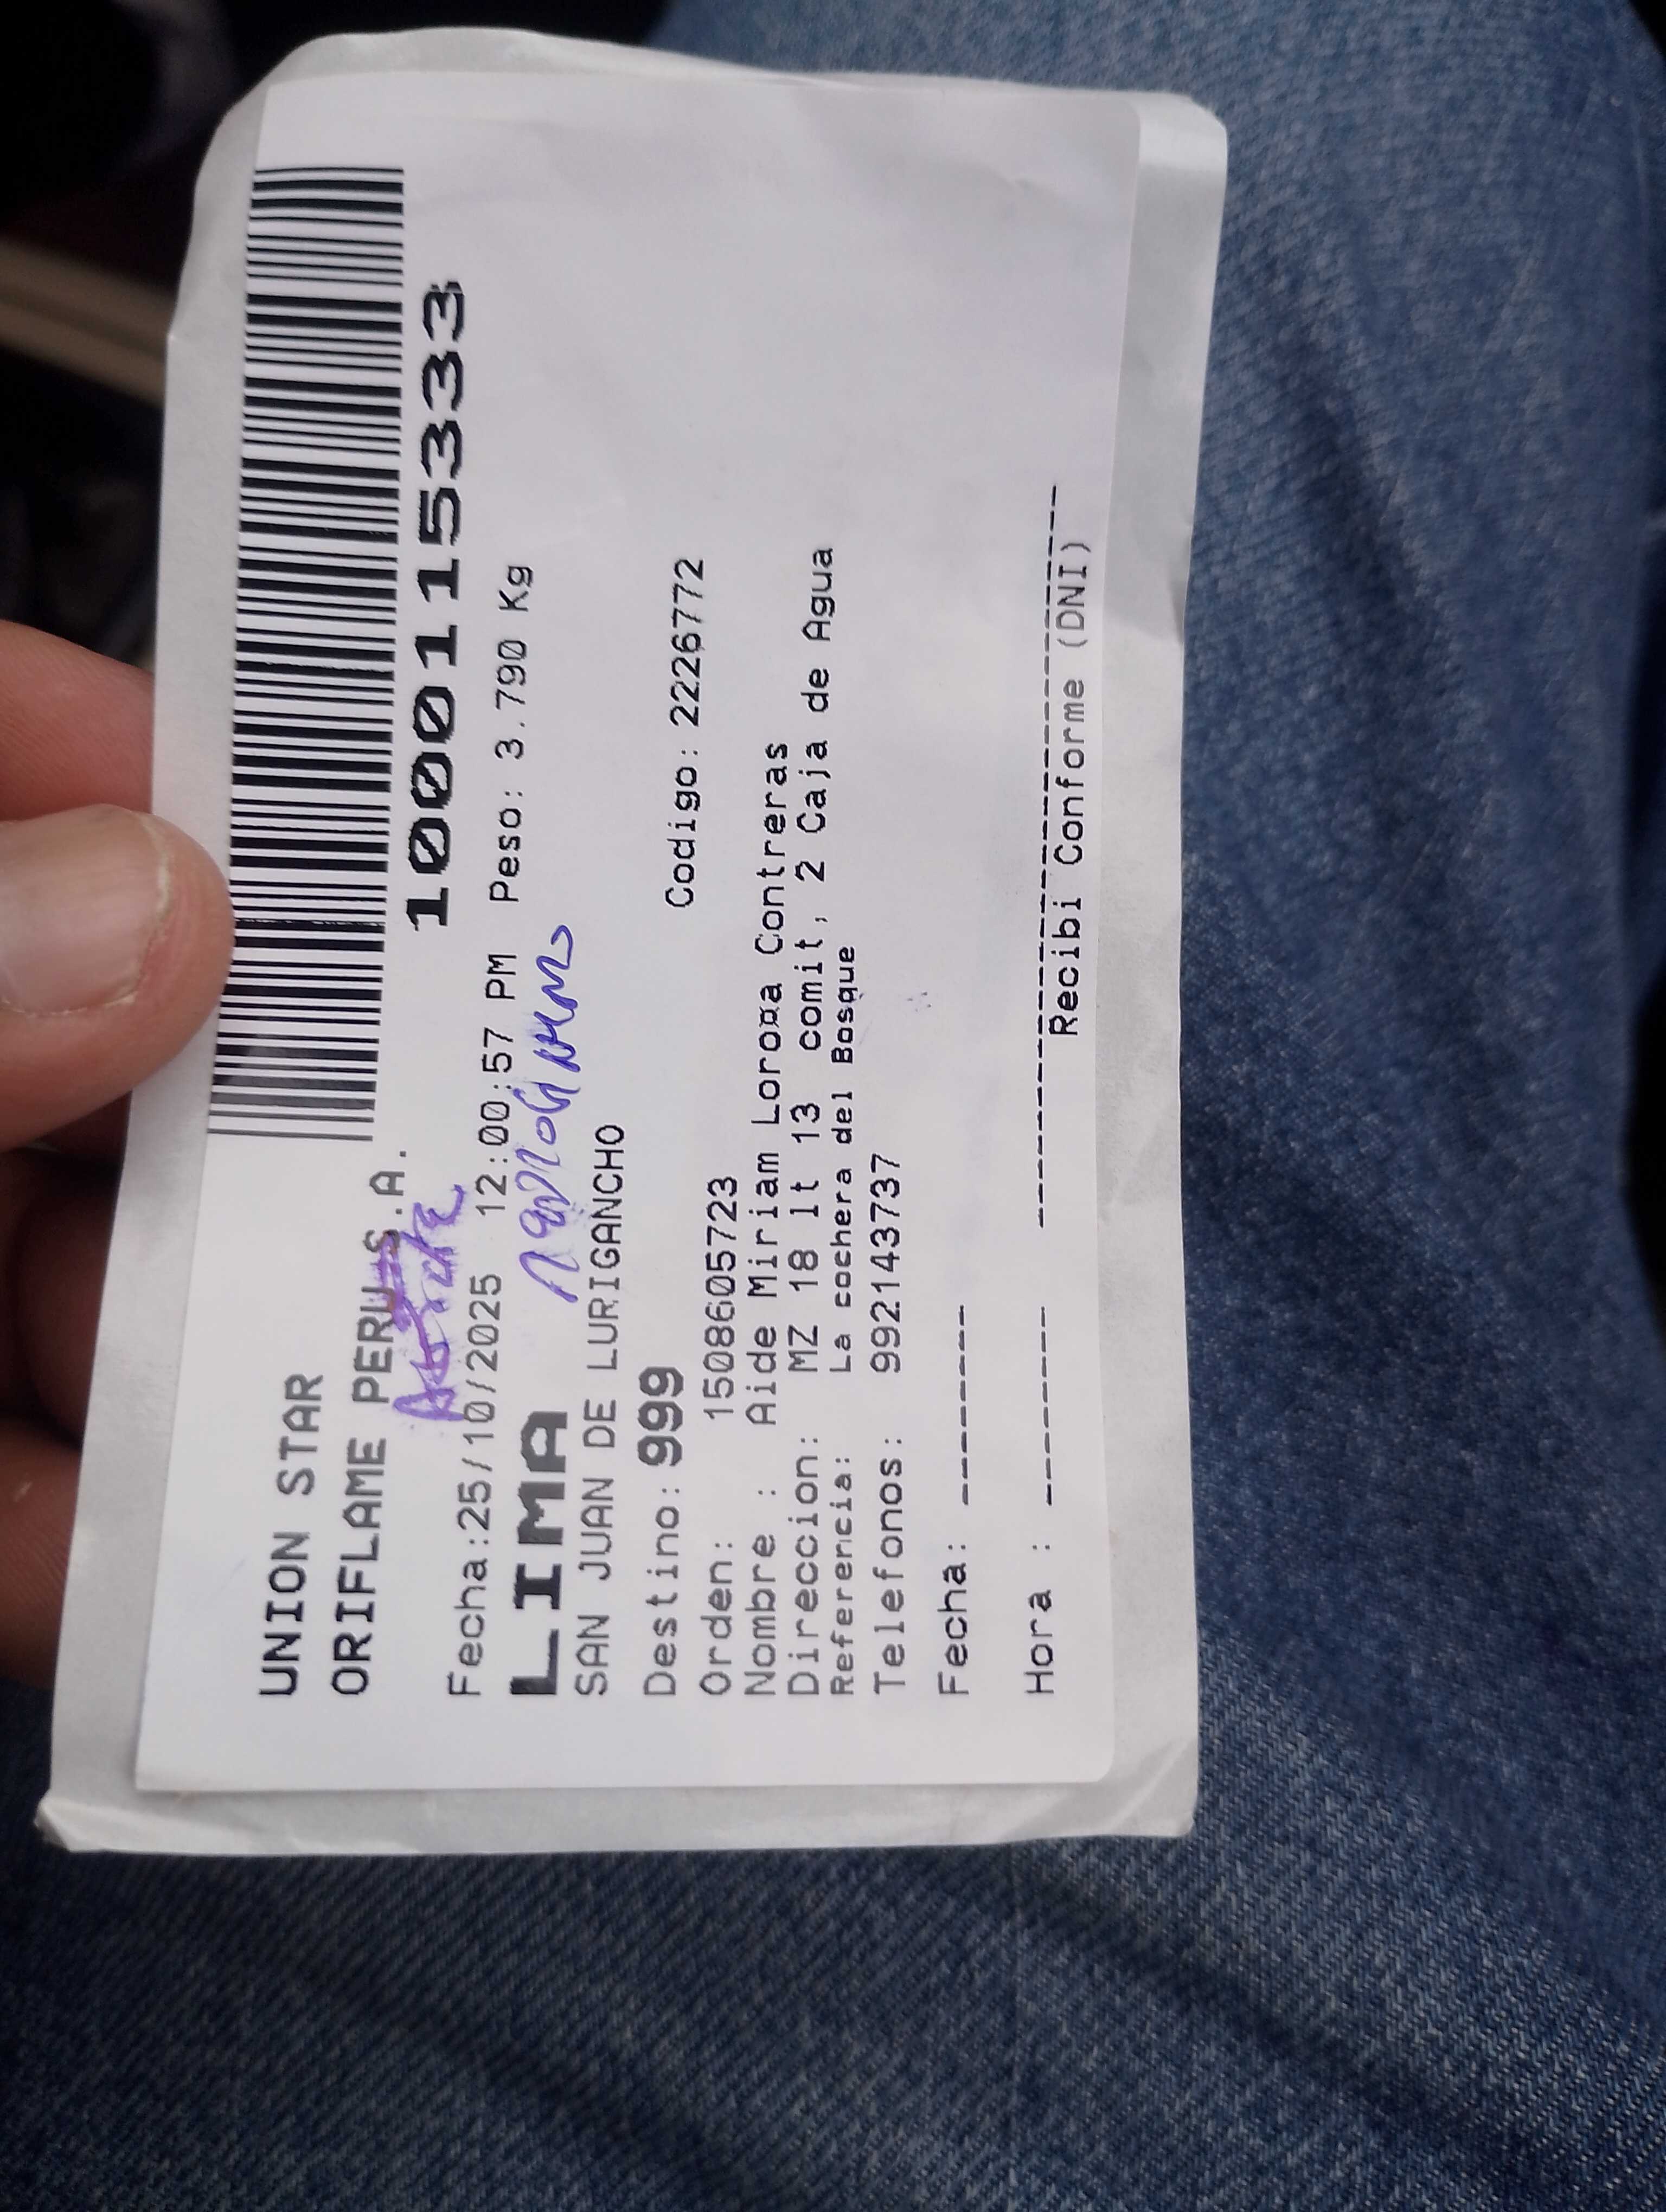 UNION STAR
ORIFLAME PERU S.A.
1000115333
Fecha:25/10/2025 12:00:57 PM Peso: 3.790 Kg
LIMA
SAN JUAN DE LURIGANCHO
Destino: 999 Codigo: 2226772
Orden: 1508605723
Nombre : Aide Miriam Loroɑa Contreras
Direccion: MZ 18 lt 13 comit, 2 Caja de Agua
Referencia: La cochera del Bosque
Telefonos: 992143737
Fecha: --------
Hora : --------
Recibi Conforme (DNI)